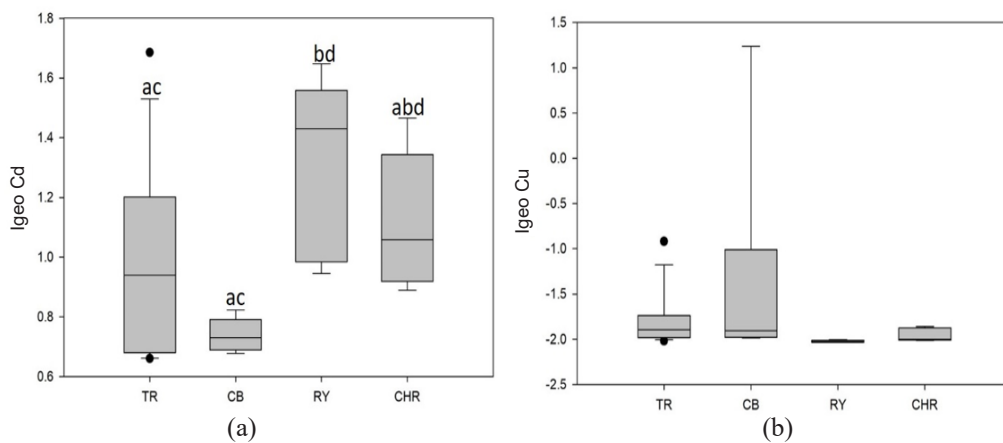 1.8
1.6
1.4
1.2
1.0
0.8
0.6
Igeo Cd
ac
ac
bd
abd
TR CB RY CHR
(a)
1.5
1.0
0.5
0.0
-0.5
-1.0
-1.5
-2.0
-2.5
Igeo Cu
TR CB RY CHR
(b)